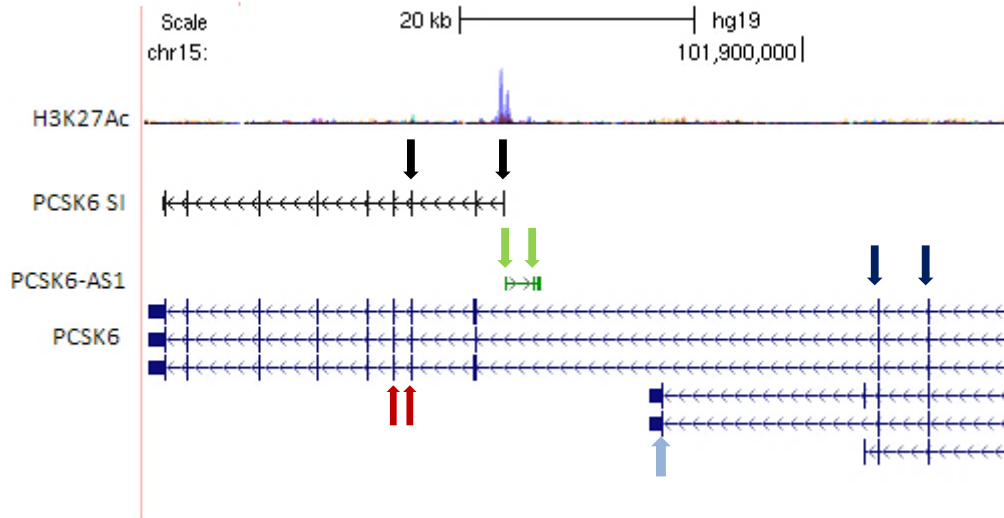 Scale 20 kb hg19
chr15: 101,900,000
H3K27Ac
PCSK6 SI
PCSK6-AS1
PCSK6